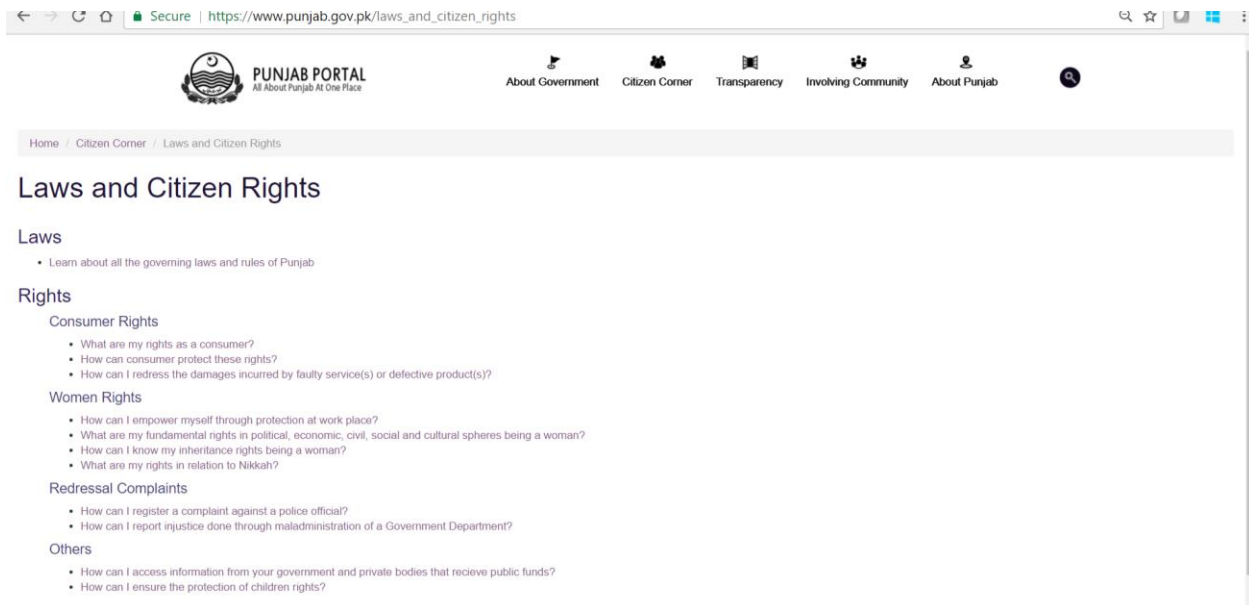 Secure | https://www.punjab.gov.pk/laws_and_citizen_rights
PUNJAB PORTAL
All About Punjab At One Place
About Government Citizen Corner Transparency Involving Community About Punjab
Home / Citizen Corner / Laws and Citizen Rights
Laws and Citizen Rights
Laws
• Learn about all the governing laws and rules of Punjab
Rights
Consumer Rights
• What are my rights as a consumer?
• How can consumer protect these rights?
• How can I redress the damages incurred by faulty service(s) or defective product(s)?
Women Rights
• How can I empower myself through protection at work place?
• What are my fundamental rights in political, economic, civil, social and cultural spheres being a woman?
• How can I know my inheritance rights being a woman?
• What are my rights in relation to Nikkah?
Redressal Complaints
• How can I register a complaint against a police official?
• How can I report injustice done through maladministration of a Government Department?
Others
• How can I access information from your government and private bodies that recieve public funds?
• How can I ensure the protection of children rights?